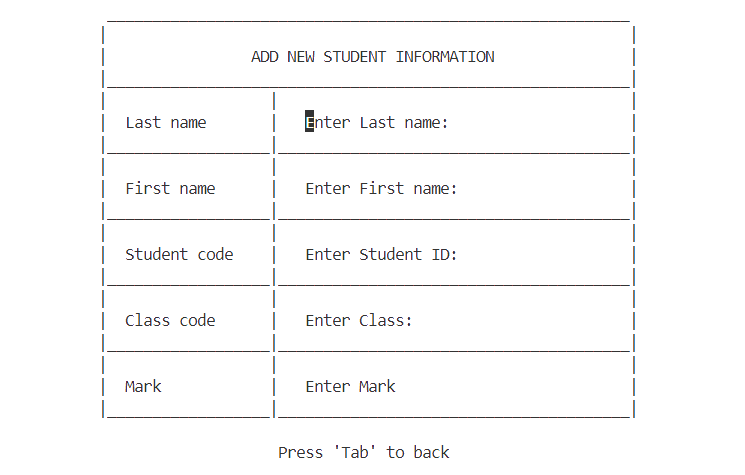 ADD NEW STUDENT INFORMATION
Last name Enter Last name:
First name Enter First name:
Student code Enter Student ID:
Class code Enter Class:
Mark Enter Mark
Press 'Tab' to back